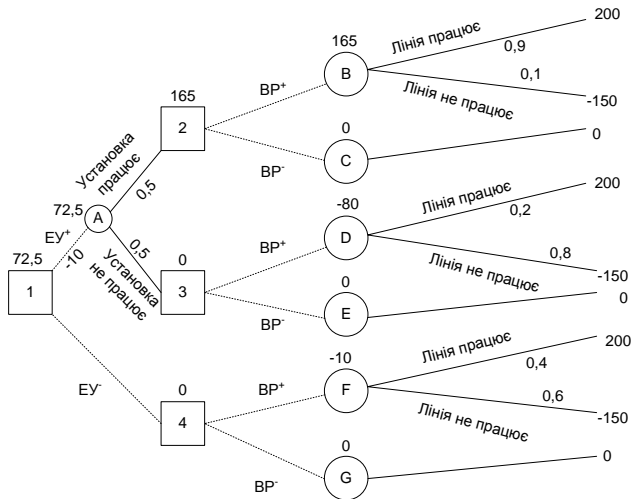 200
165
Лінія працює
0,9
B
0,1
ВР⁺
165
Лінія не працює
-150
2
0
0
Установка
працює
ВР⁻
C
0,5
200
-80
Лінія працює
0,2
72,5
A
ЕУ⁺
0,5
0
ВР⁺
D
0,8
72,5
-10
Установка
не працює
Лінія не працює
-150
1
3
0
0
ВР⁻
E
200
-10
Лінія працює
0,4
ЕУ⁻
0
ВР⁺
F
0,6
4
Лінія не працює
-150
0
0
ВР⁻
G